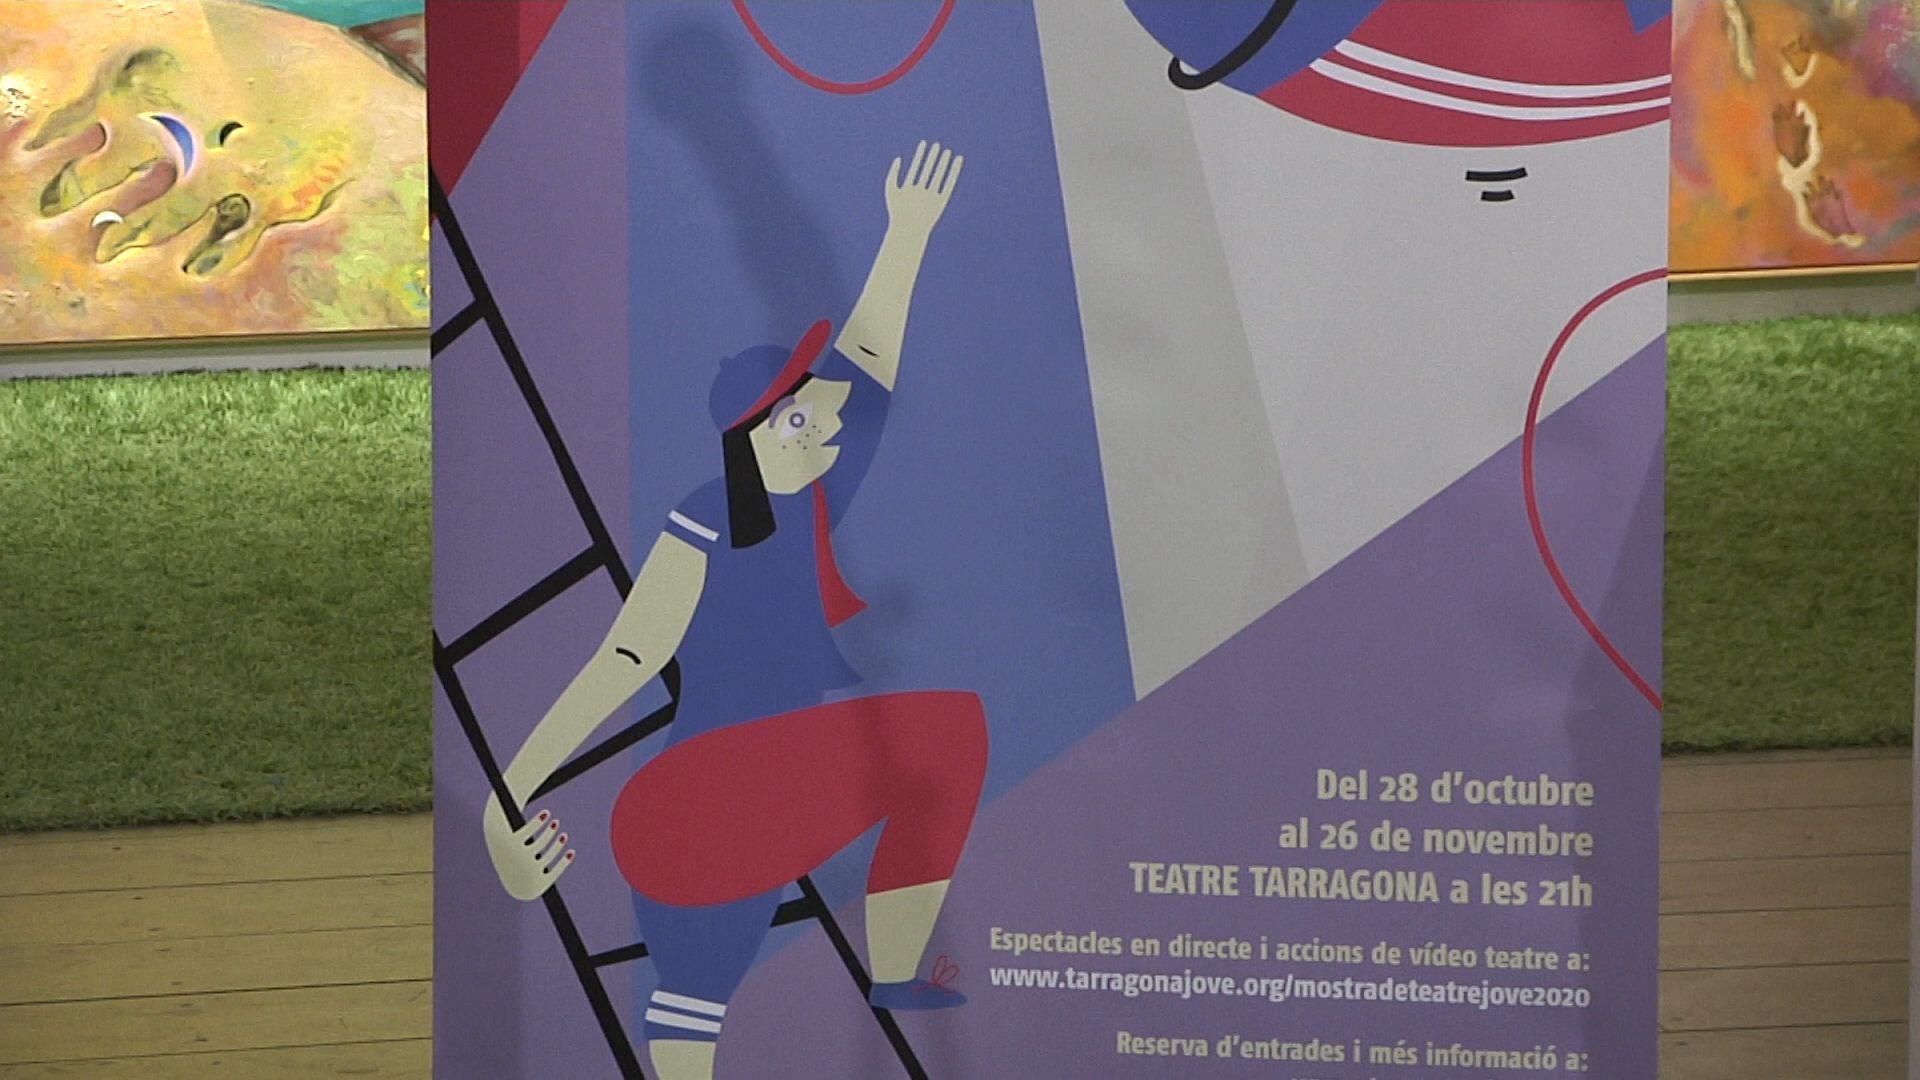 Del 28 d'octubre
al 26 de novembre
TEATRE TARRAGONA a les 21h
Espectacles en directe i accions de vídeo teatre a:
www.tarragonajove.org/mostradeteatrejove2020
Reserva d'entrades i més informació a: